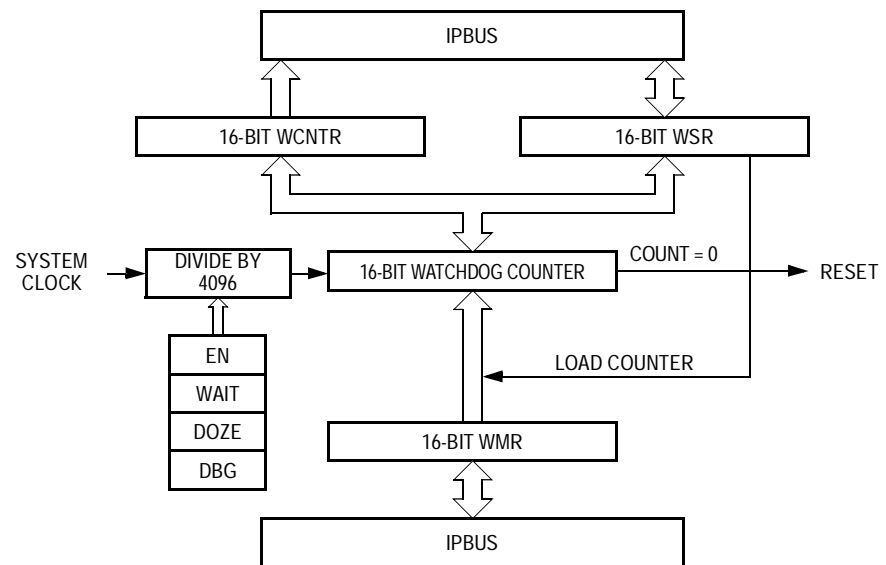 IPBUS
16-BIT WCNTR
16-BIT WSR
SYSTEM
CLOCK
DIVIDE BY
4096
16-BIT WATCHDOG COUNTER
COUNT = 0
RESET
EN
WAIT
DOZE
DBG
LOAD COUNTER
16-BIT WMR
IPBUS